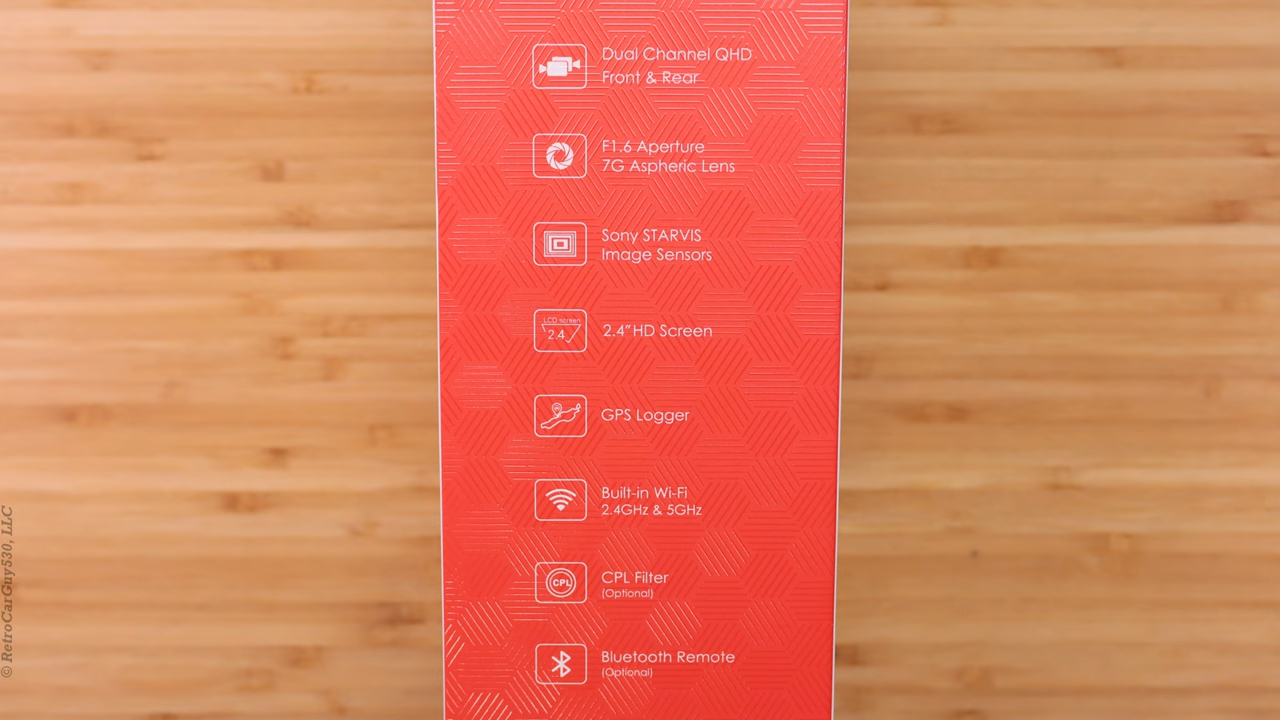 Dual Channel QHD
Front & Rear
F1.6 Aperture
7G Aspheric Lens
Sony STARVIS
Image Sensors
LCD screen
2.4
2.4"HD Screen
GPS Logger
Built-in Wi-Fi
2.4GHz & 5GHz
CPL
CPL Filter
(Optional)
Bluetooth Remote
(Optional)
© RetroCarGuy530, LLC